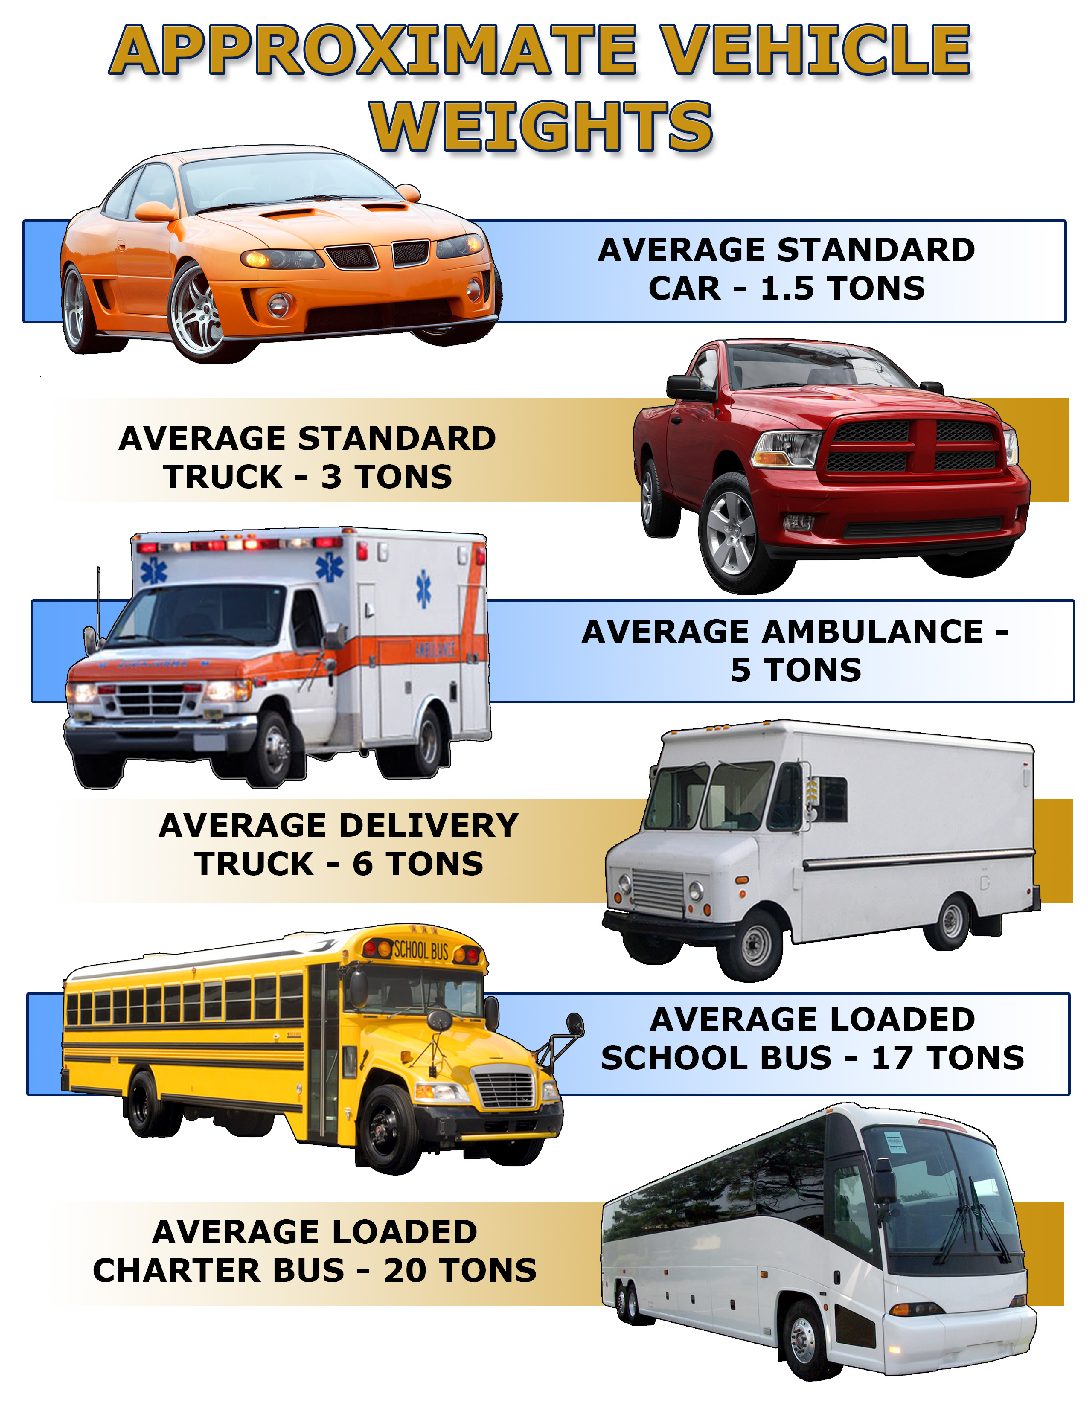 APPROXIMATE VEHICLE
WEIGHTS
AVERAGE STANDARD
CAR - 1.5 TONS
AVERAGE STANDARD
TRUCK - 3 TONS
AVERAGE AMBULANCE -
5 TONS
AMBULANCE
AVERAGE DELIVERY
TRUCK - 6 TONS
SCHOOL BUS
AVERAGE LOADED
SCHOOL BUS - 17 TONS
AVERAGE LOADED
CHARTER BUS - 20 TONS